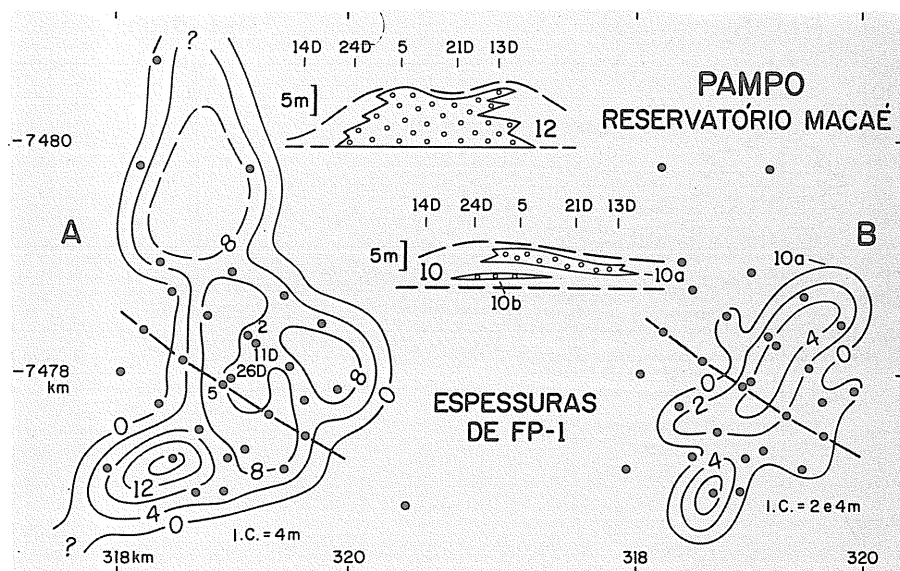 ?
14D 24D 5 21D 13D
PAMPO
RESERVATÓRIO MACAÉ
5m
12
7480
A
14D 24D 5 21D 13D
B
10a
8
5m
10
10a
10b
2
11D
4
7478
km
26D
5
8
0
0
0
2
ESPESSURAS
DE FP-1
0
12
8
4
4
0
I.C. = 4m
I.C. = 2 e 4m
?
318km 320 318 320